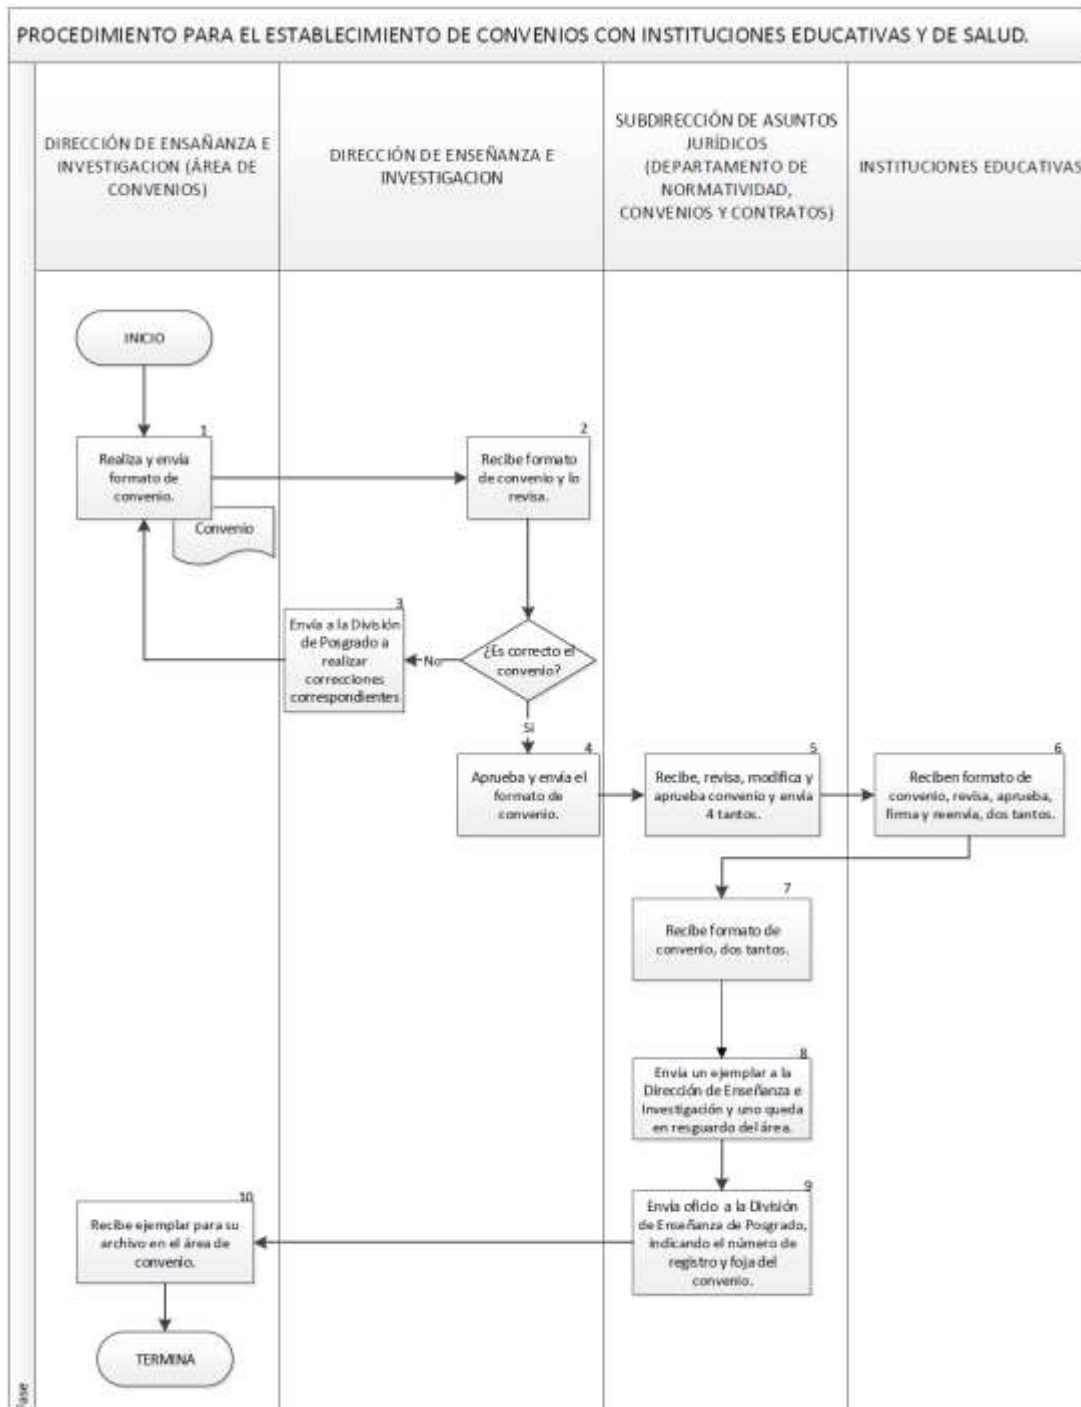 PROCEDIMIENTO PARA EL ESTABLECIMIENTO DE CONVENIOS CON INSTITUCIONES EDUCATIVAS Y DE SALUD.
DIRECCIÓN DE ENSAÑANZA E
INVESTIGACION (ÁREA DE
CONVENIOS)
DIRECCIÓN DE ENSEÑANZA E
INVESTIGACION
SUBDIRECCIÓN DE ASUNTOS
JURÍDICOS
(DEPARTAMENTO DE
NORMATIVIDAD,
CONVENIOS Y CONTRATOS)
INSTITUCIONES EDUCATIVAS
INICIO
1
Realiza y envía
formato de
convenio.
Convenio
2
Recibe formato
de convenio y lo
revisa.
3
Envía a la División
de Posgrado a
realizar
correcciones
correspondientes
No
¿Es correcto el
convenio?
SI
4
Aprueba y envía el
formato de
convenio.
5
Recibe, revisa, modifica y
aprueba convenio y envía
4 tantos.
6
Reciben formato de
convenio, revisa, aprueba,
firma y reenvía, dos tantos.
7
Recibe formato de
convenio, dos tantos.
8
Envía un ejemplar a la
Dirección de Enseñanza e
Investigación y uno queda
en resguardo del área.
9
Envía oficio a la División
de Enseñanza de Posgrado,
indicando el número de
registro y foja del
convenio.
10
Recibe ejemplar para su
archivo en el área de
convenio.
TERMINA
Fase